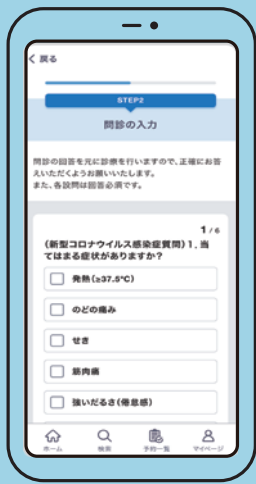 戻る
STEP2
問診の入力
問診の回答を元に診療を行いますので、正確にお答
えいただくようお願いいたします。
また、各設問は回答必須です。
1 / 6
(新型コロナウイルス感染症質問) 1. 当
てはまる症状がありますか?
発熱(≥37.5℃)
のどの痛み
せき
筋肉痛
強いだるさ(倦怠感)
ホーム 検索 予約一覧 マイページ